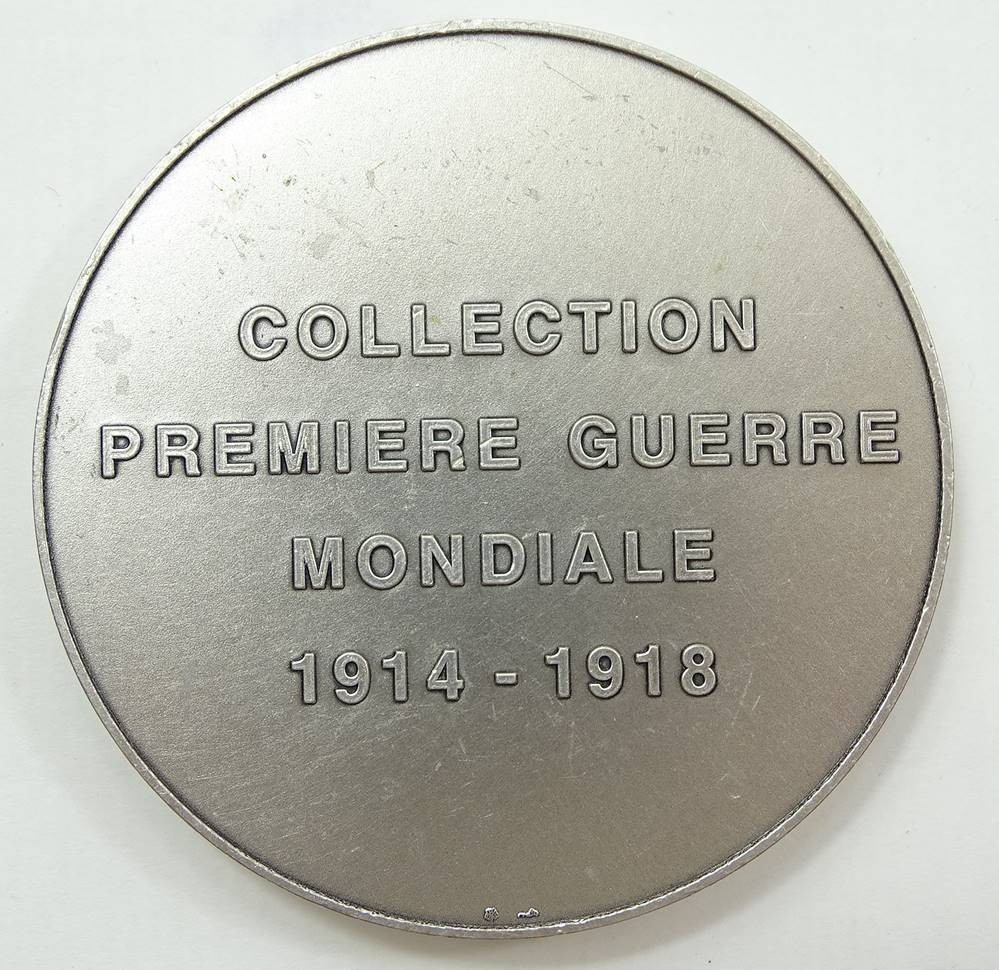 COLLECTION
PREMIERE GUERRE
MONDIALE
1914 - 1918